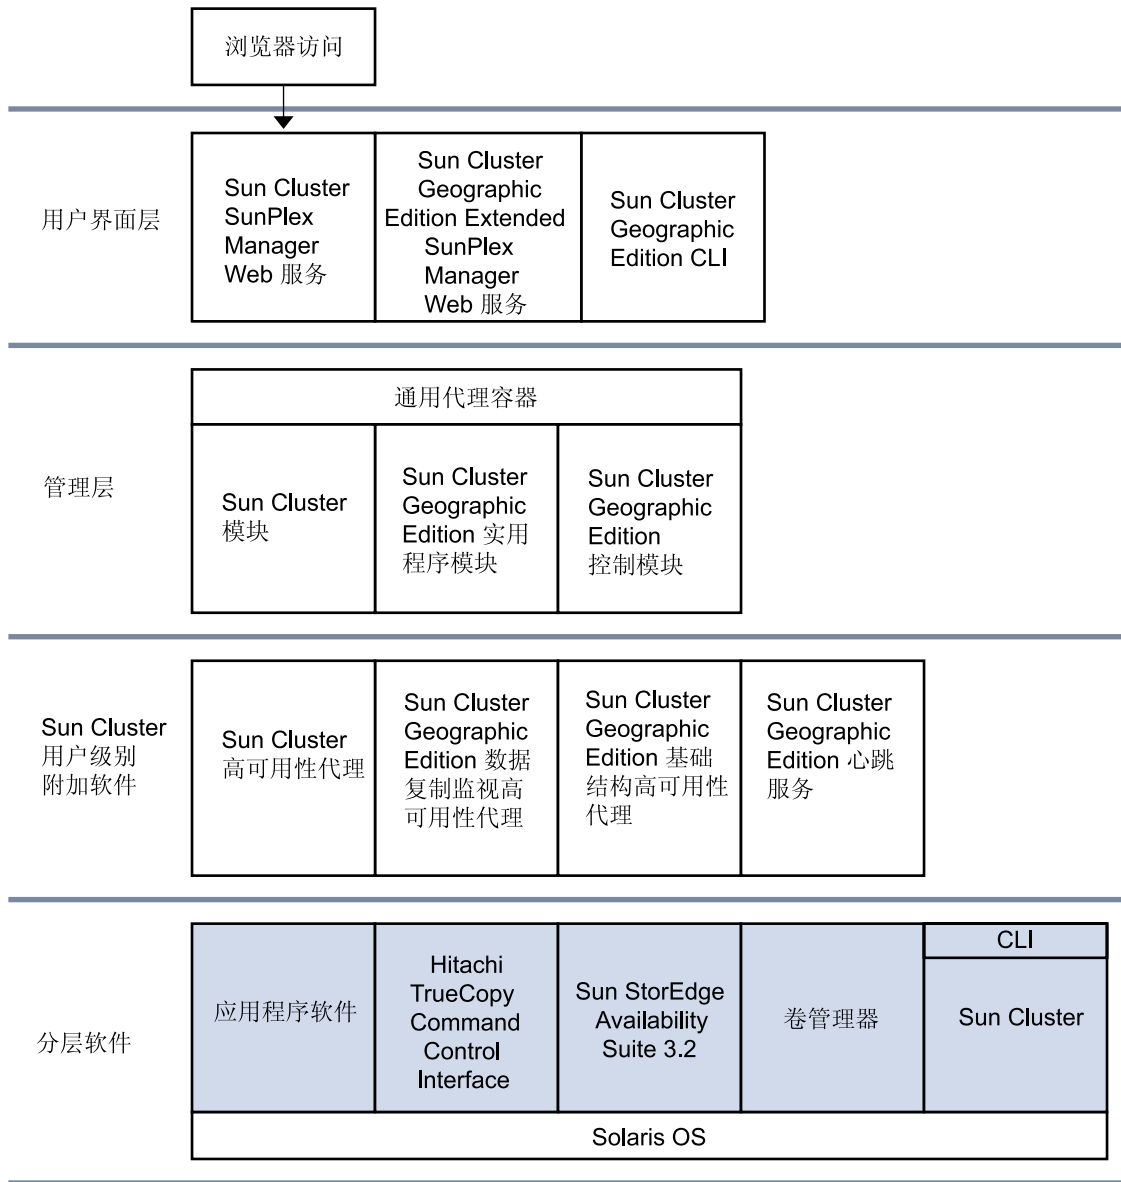 浏览器访问
用户界面层
Sun Cluster
SunPlex
Manager
Web 服务
Sun Cluster
Geographic
Edition Extended
SunPlex
Manager
Web 服务
Sun Cluster
Geographic
Edition CLI
管理层
通用代理容器
Sun Cluster
模块
Sun Cluster
Geographic
Edition 实用
程序模块
Sun Cluster
Geographic
Edition
控制模块
Sun Cluster
用户级别
附加软件
Sun Cluster
高可用性代理
Sun Cluster
Geographic
Edition 数据
复制监视高
可用性代理
Sun Cluster
Geographic
Edition 基础
结构高可用性
代理
Sun Cluster
Geographic
Edition 心跳
服务
分层软件
应用程序软件
Hitachi
TrueCopy
Command
Control
Interface
Sun StorEdge
Availability
Suite 3.2
卷管理器
CLI
Sun Cluster
Solaris OS